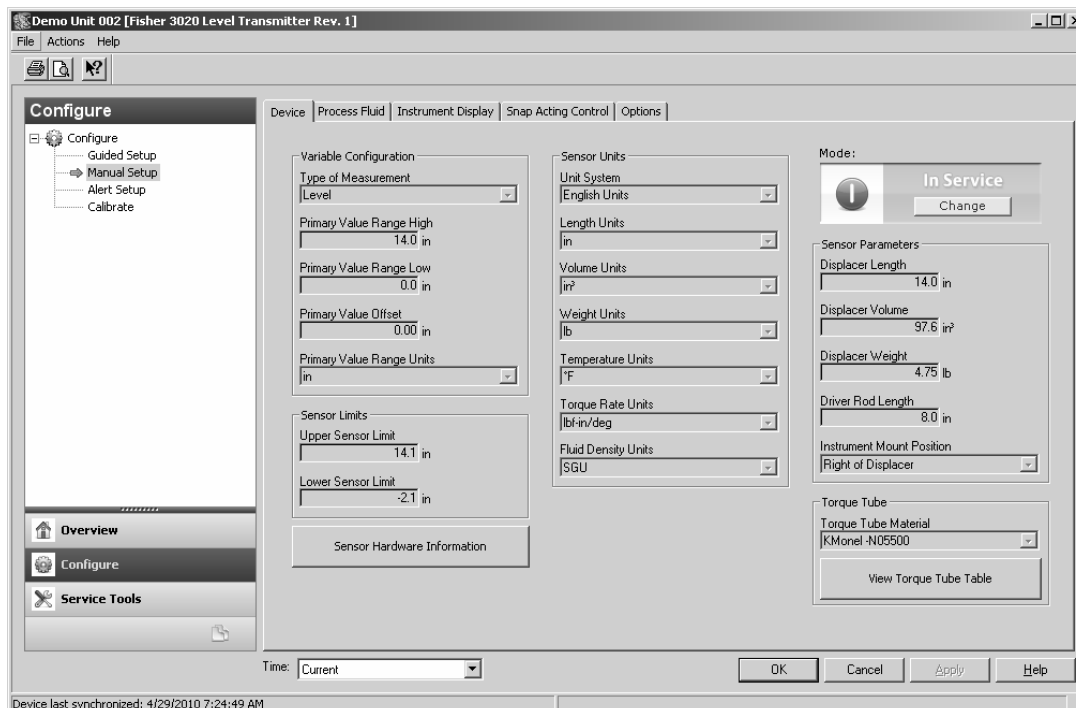 Demo Unit 002 [Fisher 3020 Level Transmitter Rev. 1]
File Actions Help
Configure
Configure
Guided Setup
Manual Setup
Alert Setup
Calibrate
Overview
Configure
Service Tools
Device Process Fluid Instrument Display Snap Acting Control Options
Variable Configuration
Type of Measurement
Level
Primary Value Range High
14.0 in
Primary Value Range Low
0.0 in
Primary Value Offset
0.00 in
Primary Value Range Units
in
Sensor Limits
Upper Sensor Limit
14.1 in
Lower Sensor Limit
-2.1 in
Sensor Hardware Information
Sensor Units
Unit System
English Units
Length Units
in
Volume Units
in³
Weight Units
lb
Temperature Units
°F
Torque Rate Units
lbf-in/deg
Fluid Density Units
SGU
Mode:
In Service
Change
Sensor Parameters
Displacer Length
14.0 in
Displacer Volume
97.6 in³
Displacer Weight
4.75 lb
Driver Rod Length
8.0 in
Instrument Mount Position
Right of Displacer
Torque Tube
Torque Tube Material
KMonel -N05500
View Torque Tube Table
Time: Current
OK Cancel Apply Help
Device last synchronized: 4/29/2010 7:24:49 AM